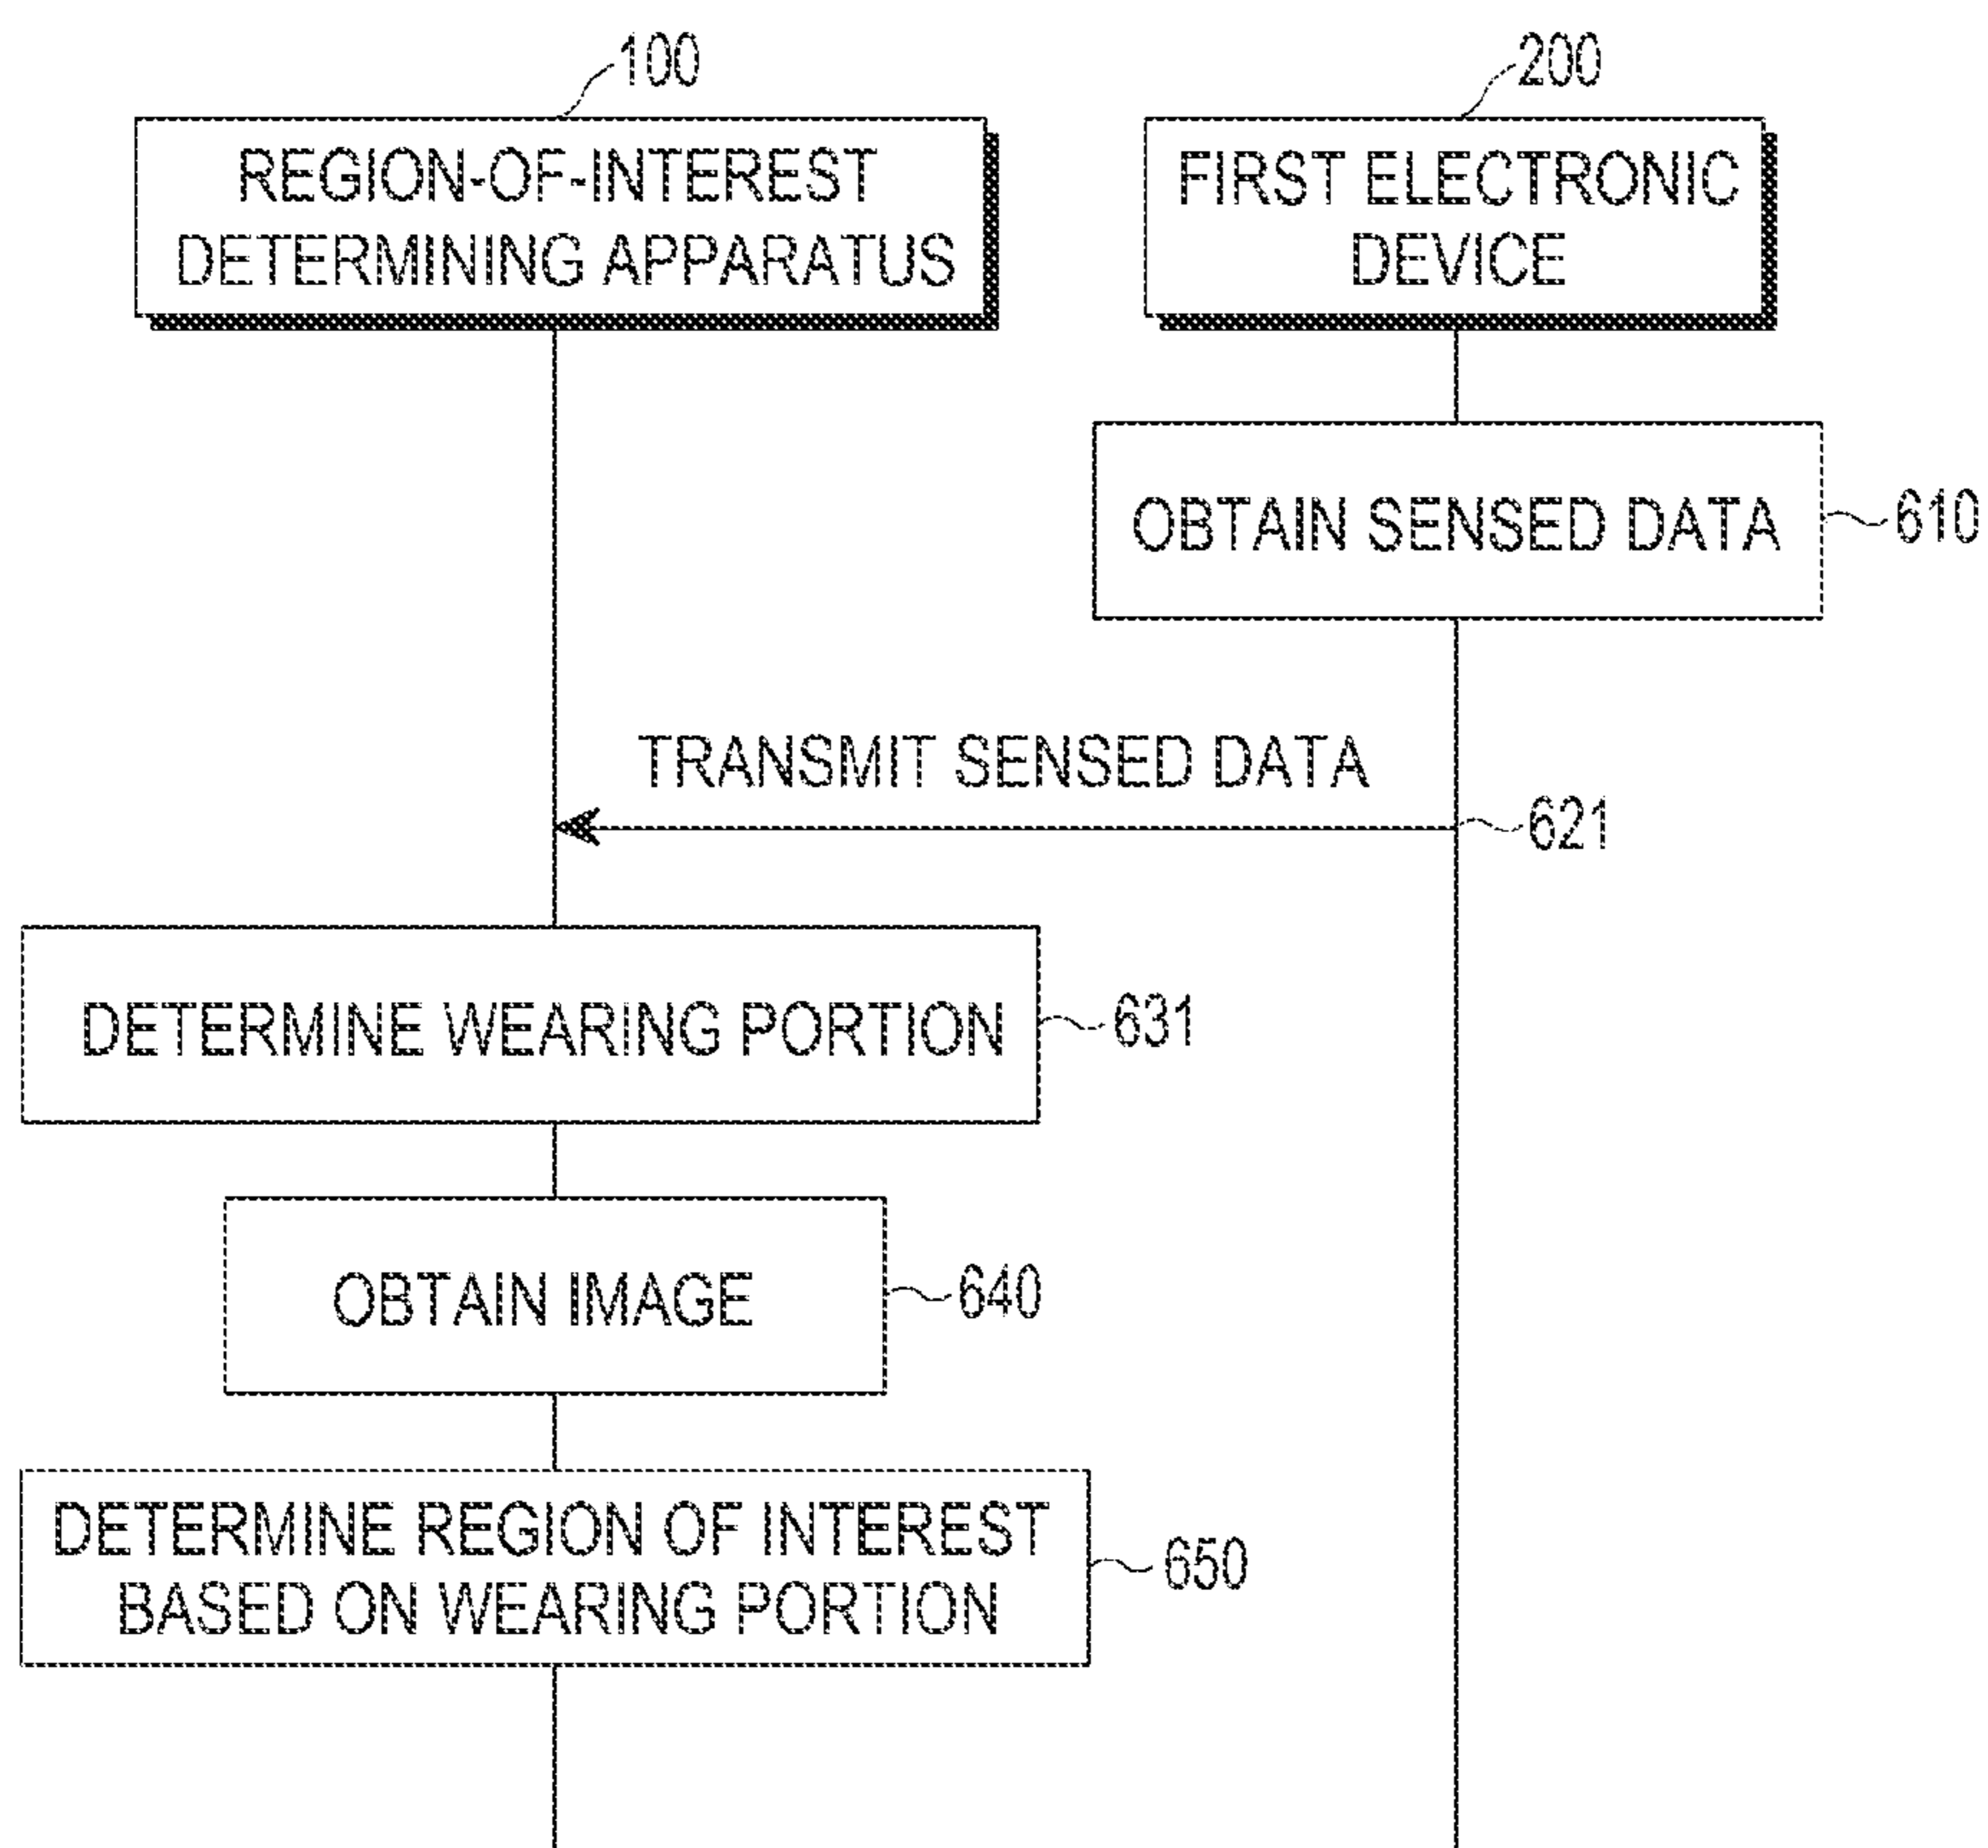 100
200
REGION-OF-INTEREST
DETERMINING APPARATUS
FIRST ELECTRONIC
DEVICE
OBTAIN SENSED DATA
610
TRANSMIT SENSED DATA
621
DETERMINE WEARING PORTION
631
OBTAIN IMAGE
640
DETERMINE REGION OF INTEREST
BASED ON WEARING PORTION
650